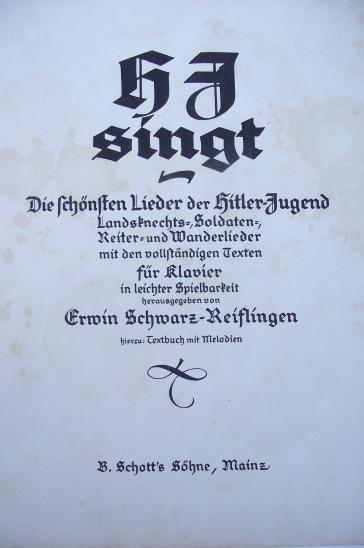 HJ
singt
Die schönsten Lieder der Hitler-Jugend
Landsknechts-, Soldaten-,
Reiter- und Wanderlieder
mit den vollständigen Texten
für Klavier
in leichter Spielbarkeit
herausgegeben von
Erwin Schwarz-Reiflingen
hierzu: Textbuch mit Melodien
B. Schott's Söhne, Mainz